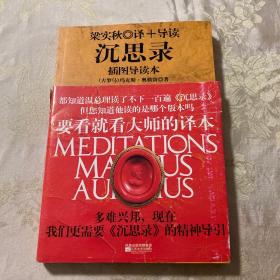 梁实秋◎译+导读
沉思录
插图导读本
(古罗马)玛克斯·奥勒留◎著
都知道温总理读了不下一百遍《沉思录》
但您知道他读的是哪个版本吗
要看就看大师的译本
MEDITATIONS
MARCUS
AURELIUS
多难兴邦，现在
我们更需要《沉思录》的精神导引